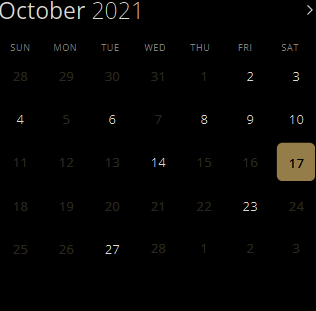 October 2021
SUN MON TUE WED THU FRI SAT
28 29 30 31 1 2 3
4 5 6 7 8 9 10
11 12 13 14 15 16 17
18 19 20 21 22 23 24
25 26 27 28 1 2 3